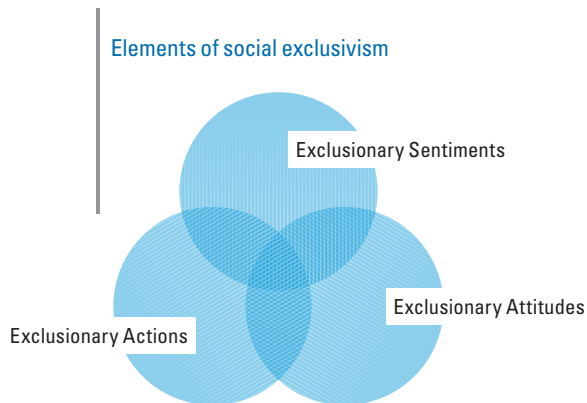 Elements of social exclusivism
Exclusionary Sentiments
Exclusionary Attitudes
Exclusionary Actions